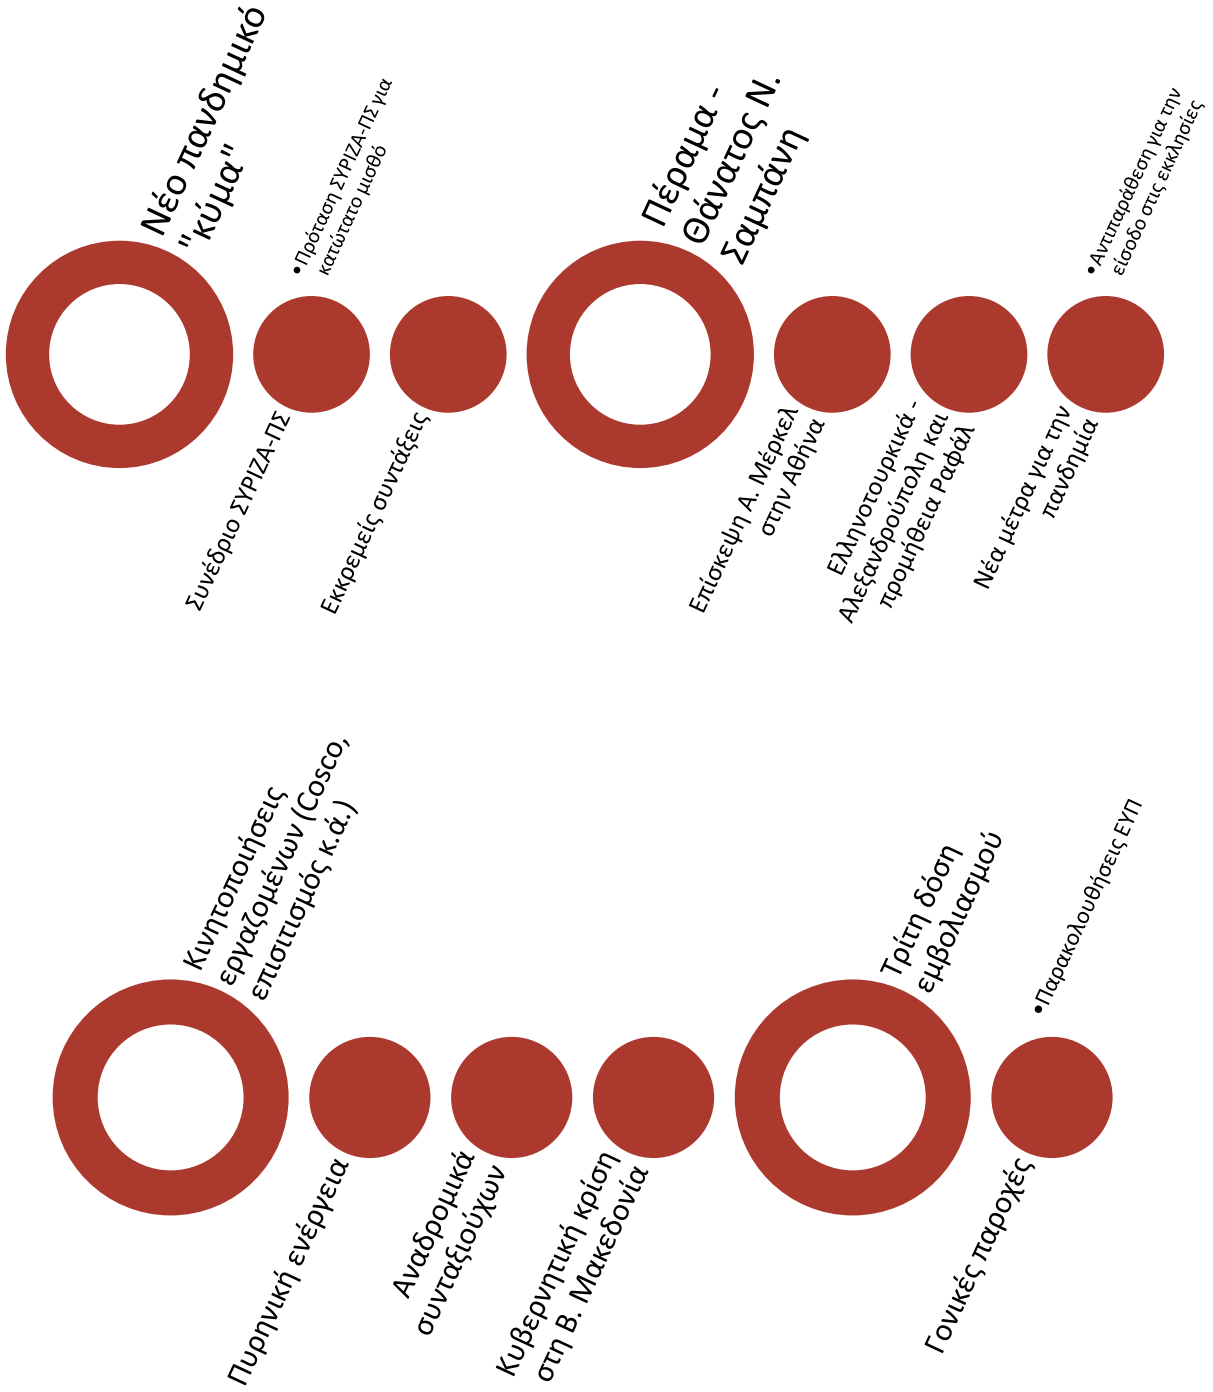 Νέο πανδημικό
"κύμα"
•Πρόταση ΣΥΡΙΖΑ-ΠΣ για
κατώτατο μισθό
Συνέδριο ΣΥΡΙΖΑ-ΠΣ
Εκκρεμείς συντάξεις
Πέραμα -
Θάνατος Ν.
Σαμπάνη
Επίσκεψη Α. Μέρκελ
στην Αθήνα
Ελληνοτουρκικά -
Αλεξανδρούπολη και
προμήθεια Ραφάλ
•Αντιπαράθεση για την
είσοδο στις εκκλησίες
Νέα μέτρα για την
πανδημία
Κινητοποιήσεις
εργαζομένων (Cosco,
επισιτισμός κ.ά.)
Πυρηνική ενέργεια
Αναδρομικά
συνταξιούχων
Κυβερνητική κρίση
στη Β. Μακεδονία
Τρίτη δόση
εμβολιασμού
•Παρακολουθήσεις ΕΥΠ
Γονικές παροχές